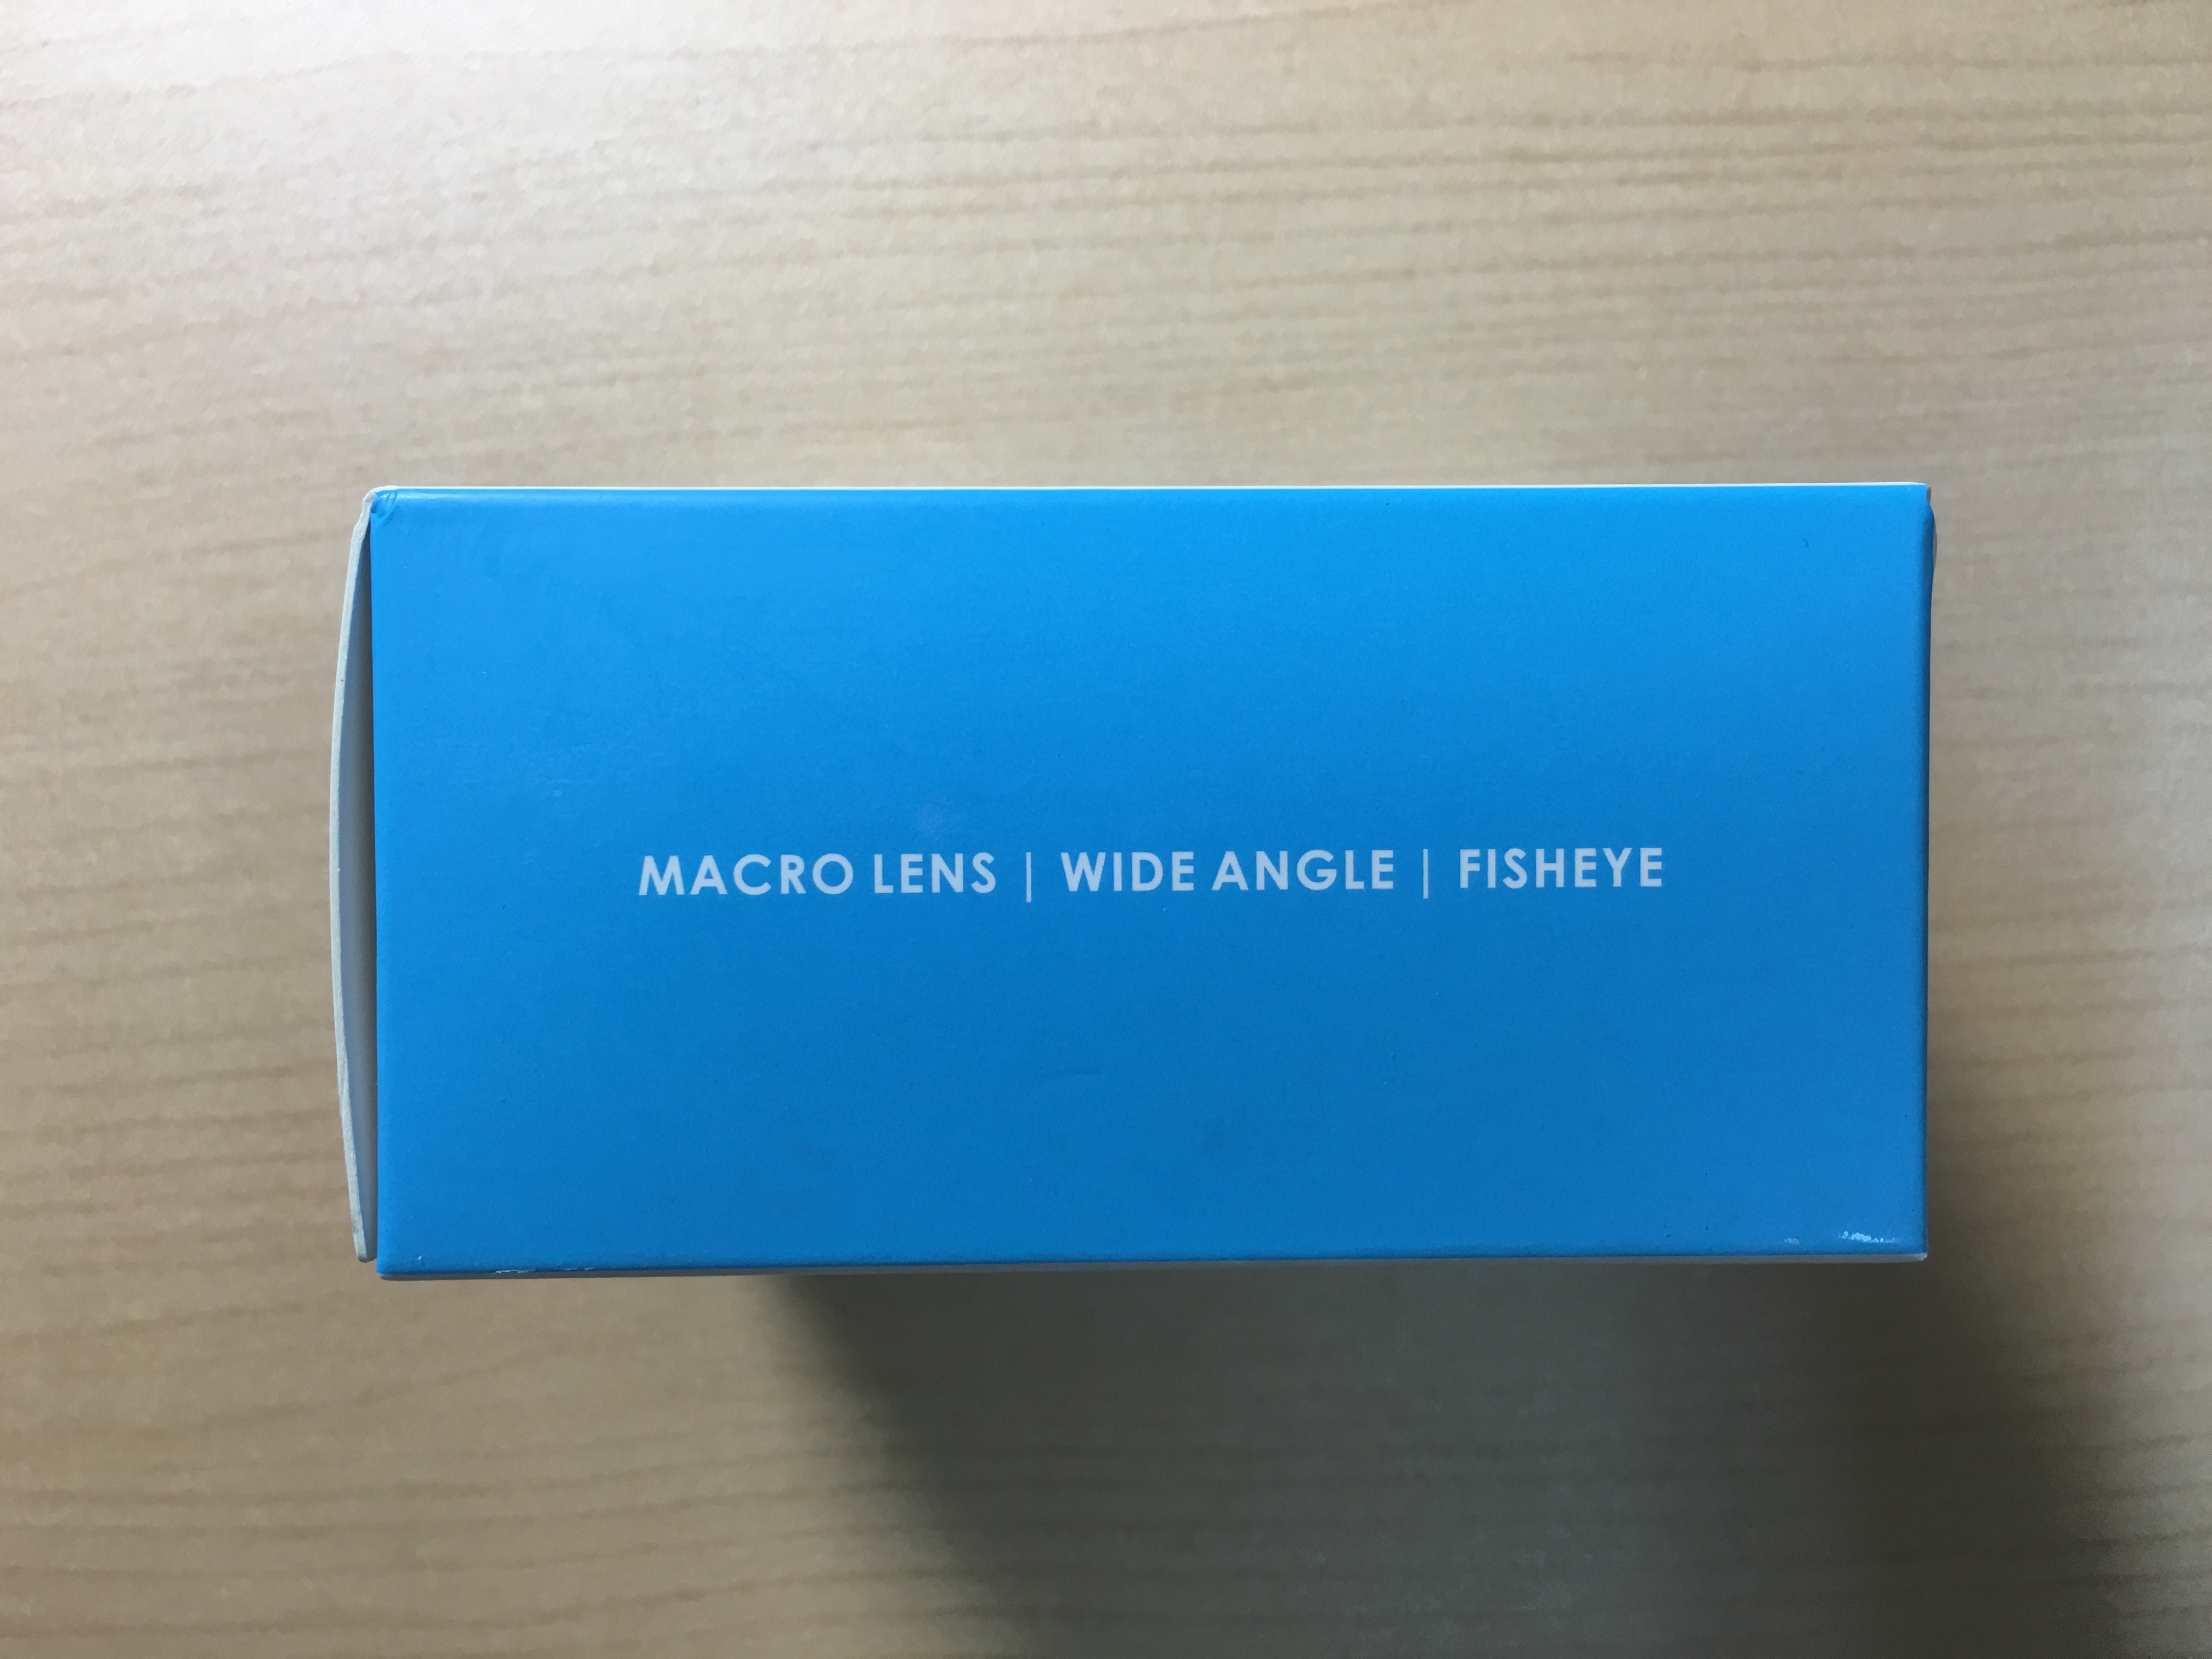 MACRO LENS | WIDE ANGLE | FISHEYE